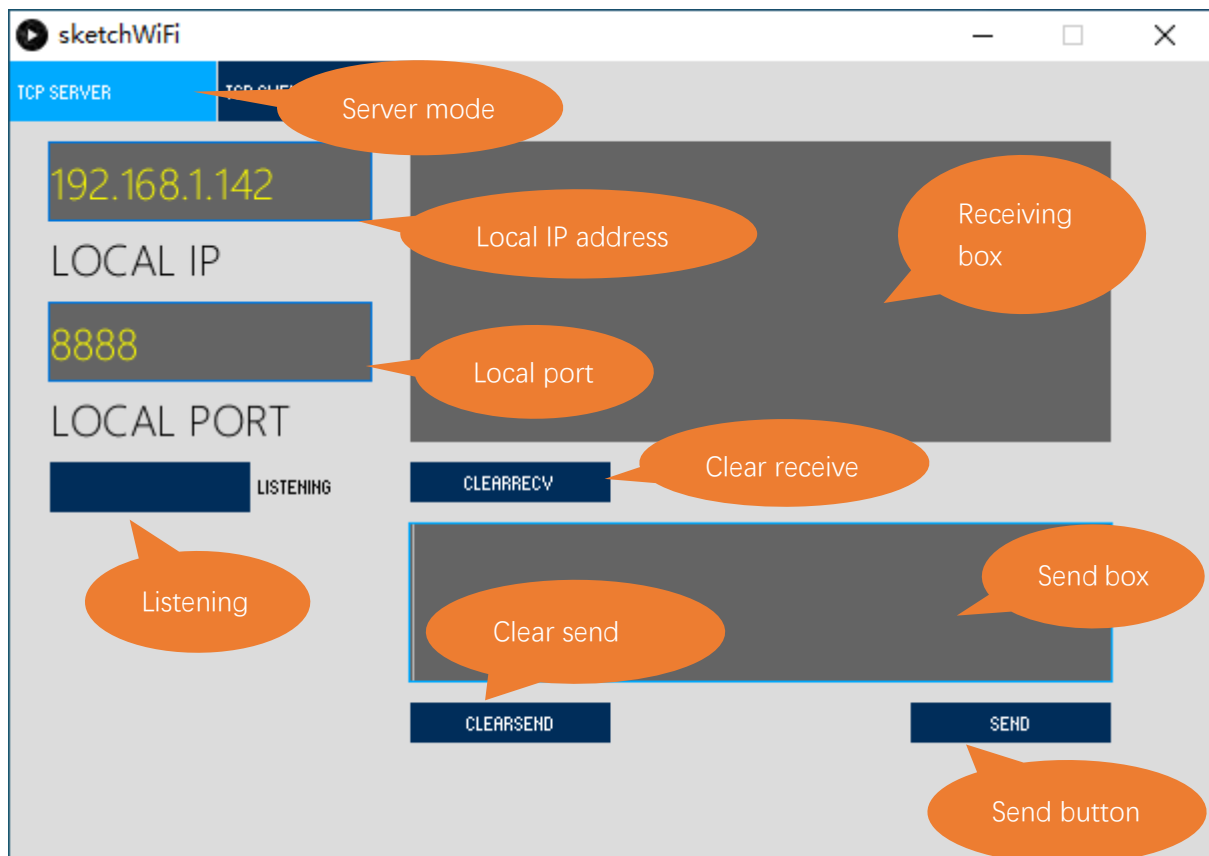 sketchWiFi
TCP SERVER
TCP
Server mode
192.168.1.142
Local IP address
Receiving
box
LOCAL IP
8888
Local port
LOCAL PORT
LISTENING
CLEARRECV
Clear receive
Listening
Send box
Clear send
CLEARSEND
SEND
Send button